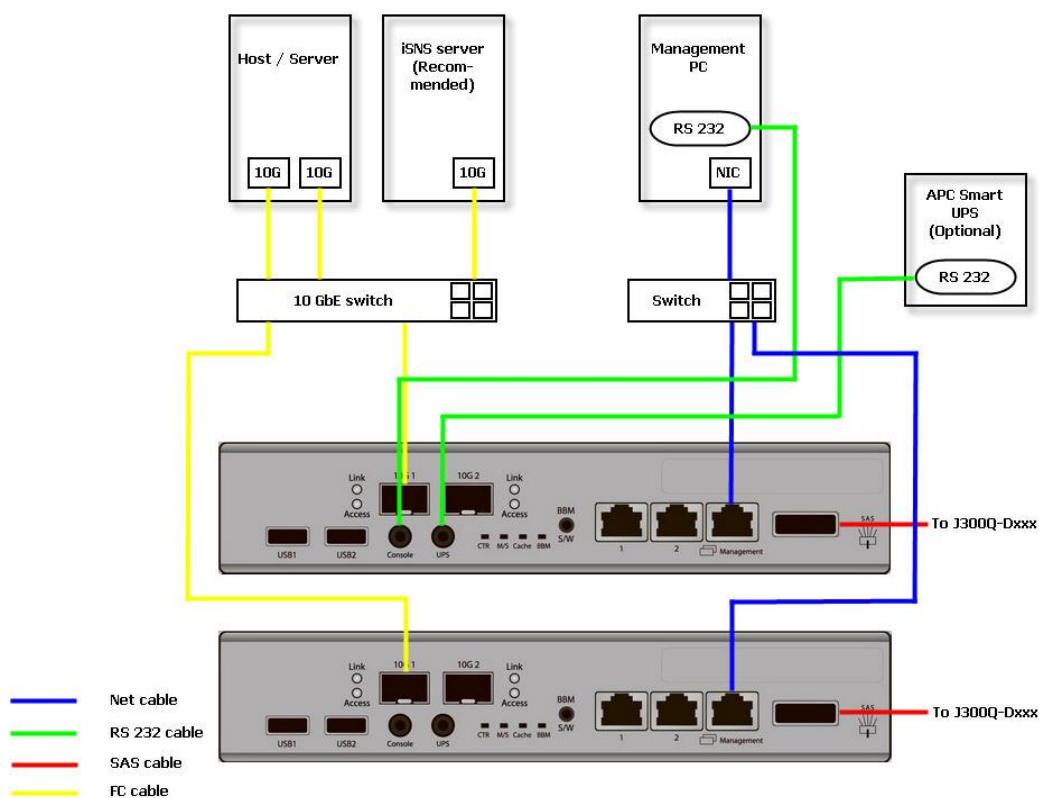 Host / Server
iSNS server
(Recom-
mended)
Management
PC
RS 232
10G
10G
10G
NIC
APC Smart
UPS
(Optional)
RS 232
10 GbE switch
Switch
Link
Access
10G 1
10G 2
Link
Access
BBM
S/W
SAS
To J300Q-Dxxx
USB1
USB2
Console
UPS
CTR M/S Cache BBM
1
2
Management
Link
Access
10G 1
10G 2
Link
Access
BBM
S/W
SAS
To J300Q-Dxxx
USB1
USB2
Console
UPS
CTR M/S Cache BBM
1
2
Management
Net cable
RS 232 cable
SAS cable
FC cable